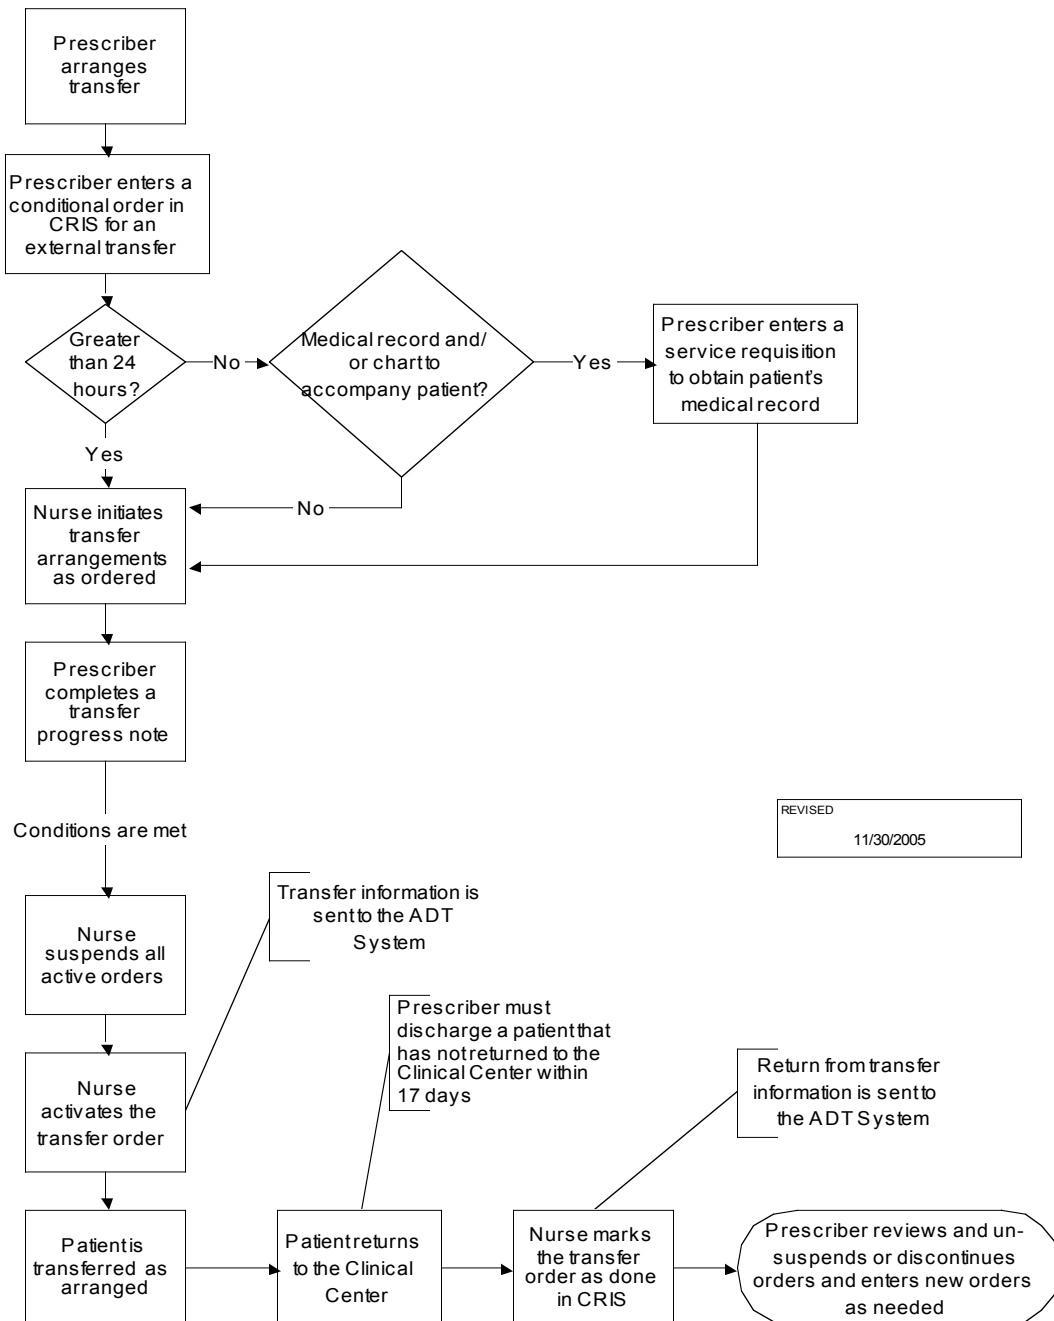 Prescriber
arranges
transfer
Prescriber enters a
conditional order in
CRIS for an
external transfer
Greater
than 24
hours?
No
Medical record and/
or chart to
accompany patient?
Yes
Prescriber enters a
service requisition
to obtain patient's
medical record
Yes
No
Nurse initiates
transfer
arrangements
as ordered
Prescriber
completes a
transfer
progress note
Conditions are met
REVISED
11/30/2005
Nurse
suspends all
active orders
Transfer information is
sent to the ADT
System
Nurse
activates the
transfer order
Prescriber must
discharge a patient that
has not returned to the
Clinical Center within
17 days
Return from transfer
information is sent to
the ADT System
Patient is
transferred as
arranged
Patient returns
to the Clinical
Center
Nurse marks
the transfer
order as done
in CRIS
Prescriber reviews and un-
suspends or discontinues
orders and enters new orders
as needed